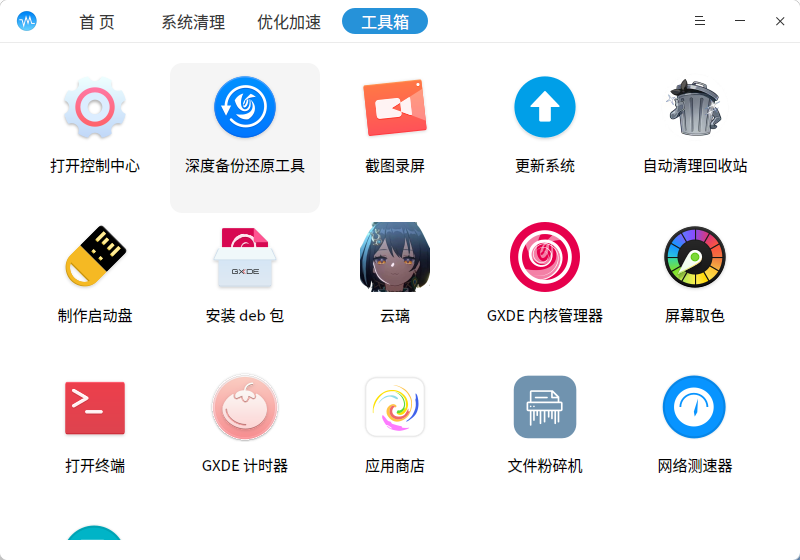 首 页
系统清理
优化加速
工具箱
打开控制中心
深度备份还原工具
截图录屏
更新系统
自动清理回收站
GXDE
制作启动盘
安装 deb 包
云璃
GXDE 内核管理器
屏幕取色
打开终端
GXDE 计时器
应用商店
文件粉碎机
网络测速器